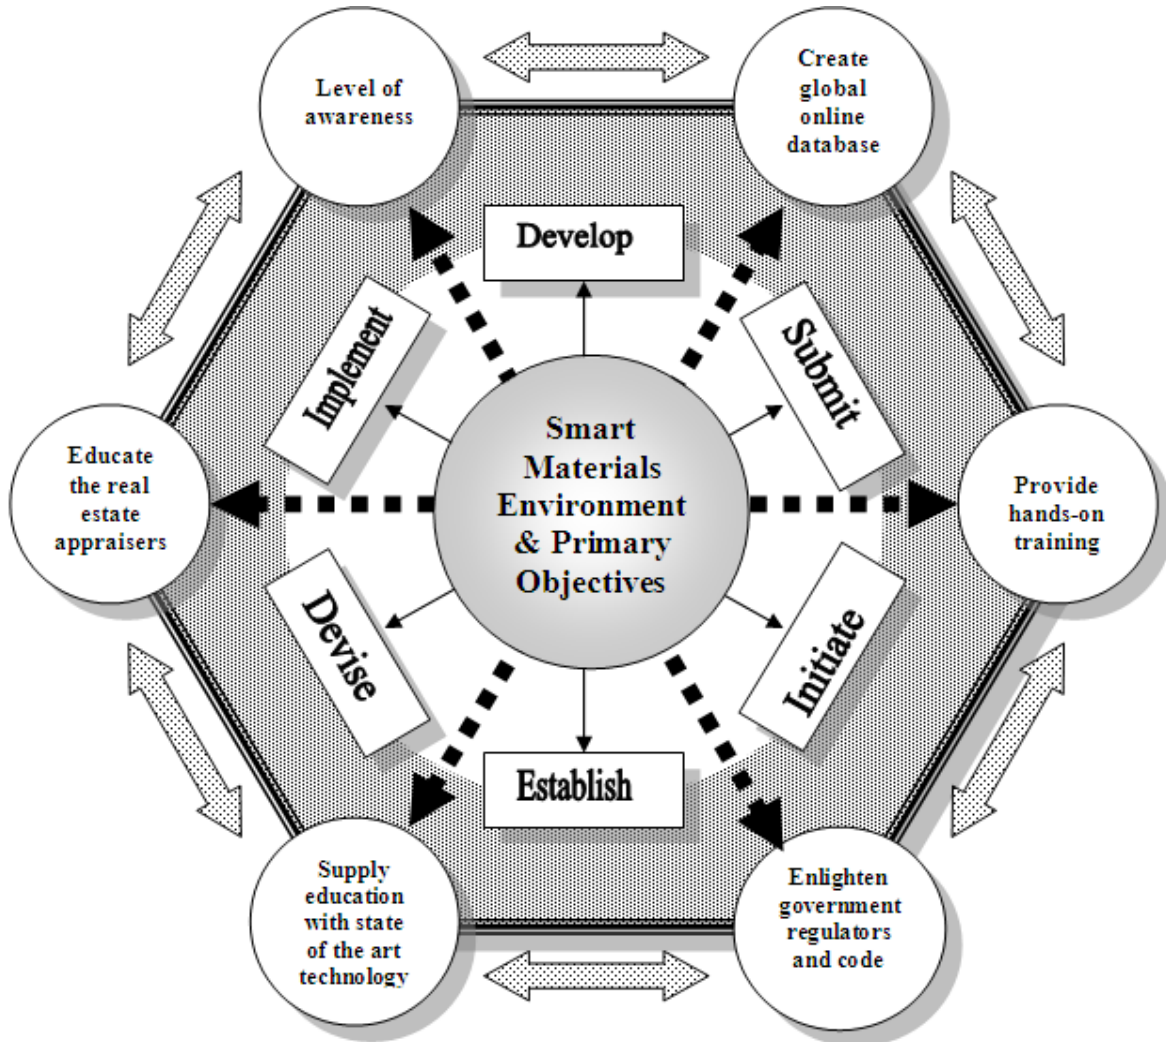 Level of
awareness
Create
global
online
database
Develop
Implement
Submit
Smart
Materials
Environment
& Primary
Objectives
Educate
the real
estate
appraisers
Provide
hands-on
training
Devise
Initiate
Establish
Supply
education
with state
of the art
technology
Enlighten
government
regulators
and code